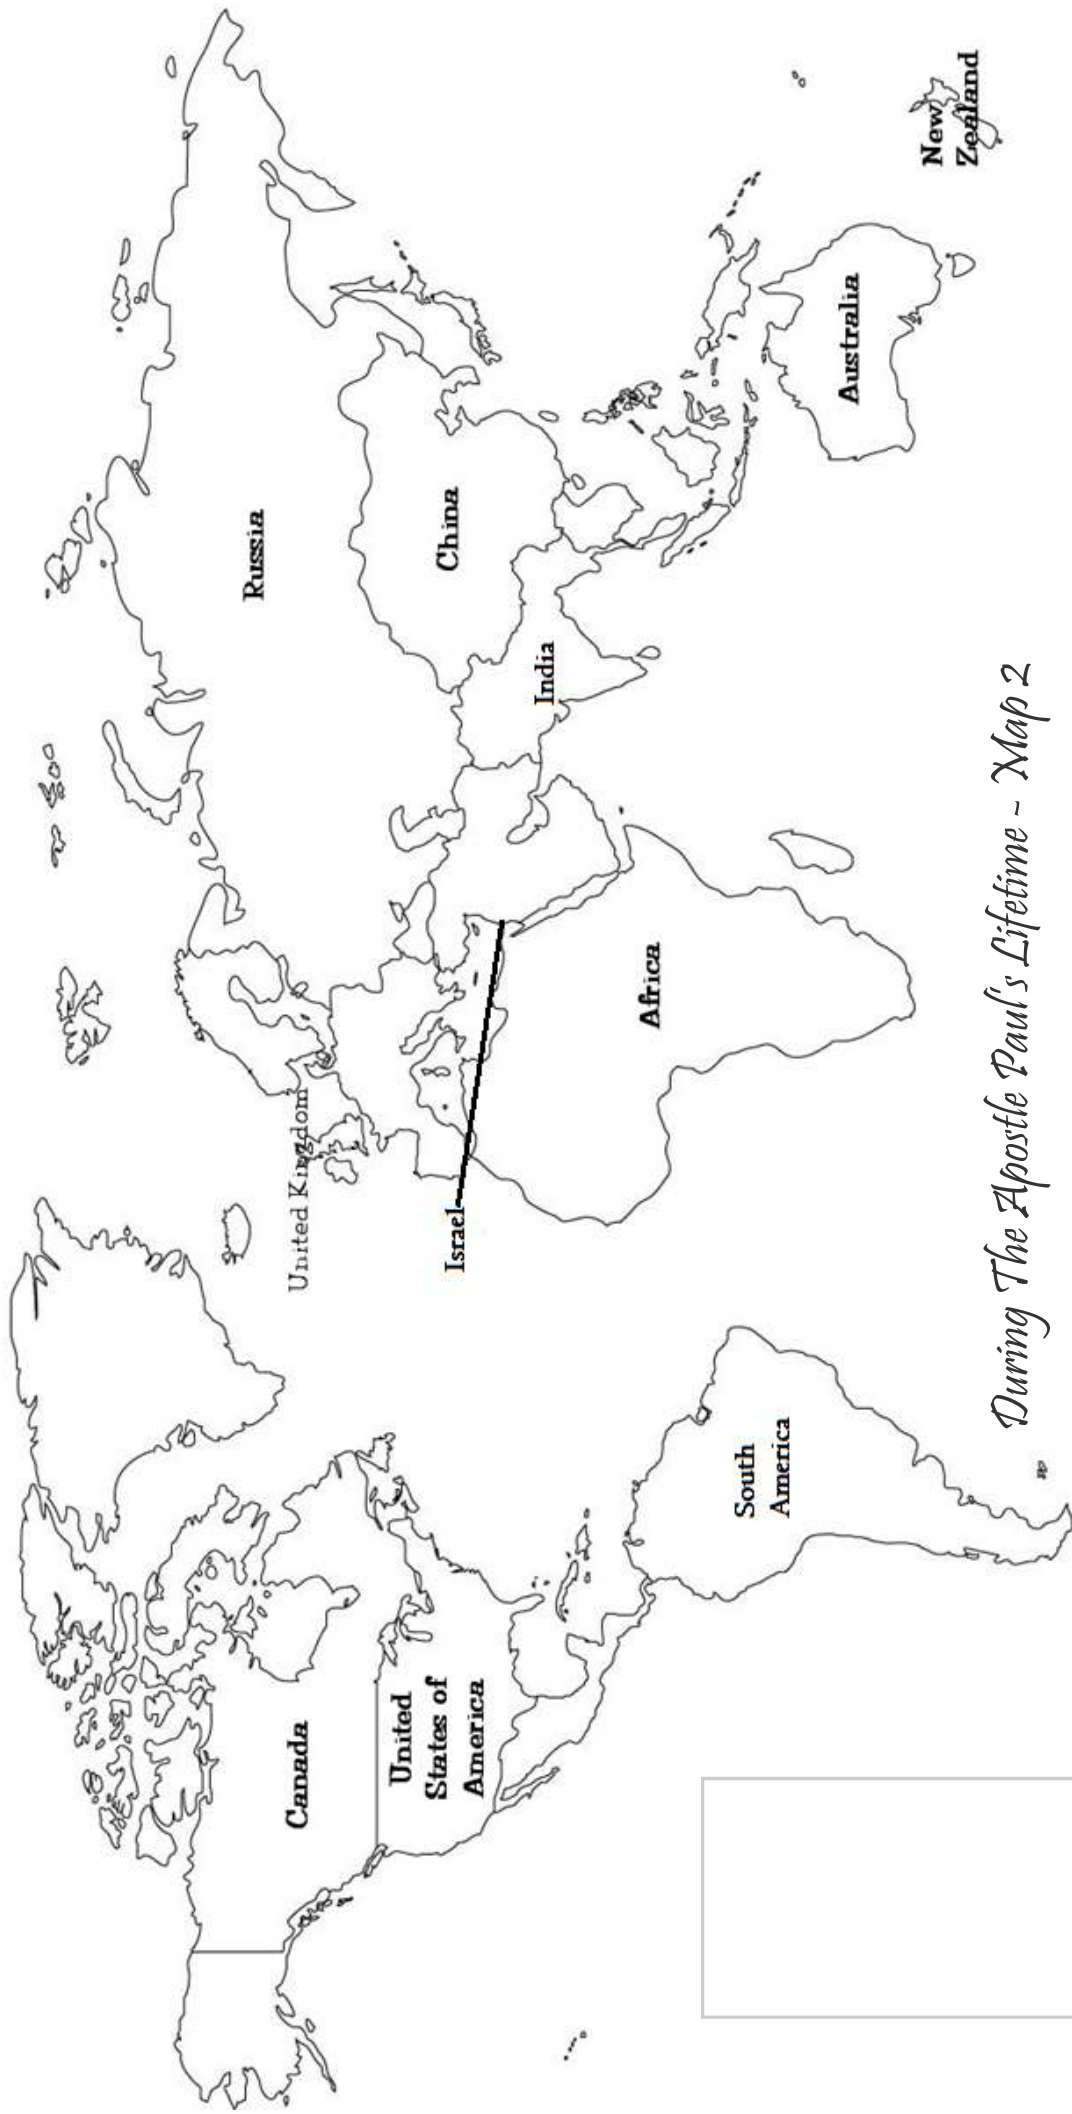 Canada
United
States of
America
South
America
United Kingdom
Israel
Africa
Russia
China
India
Australia
New
Zealand
During The Apostle Paul's Lifetime - Map 2